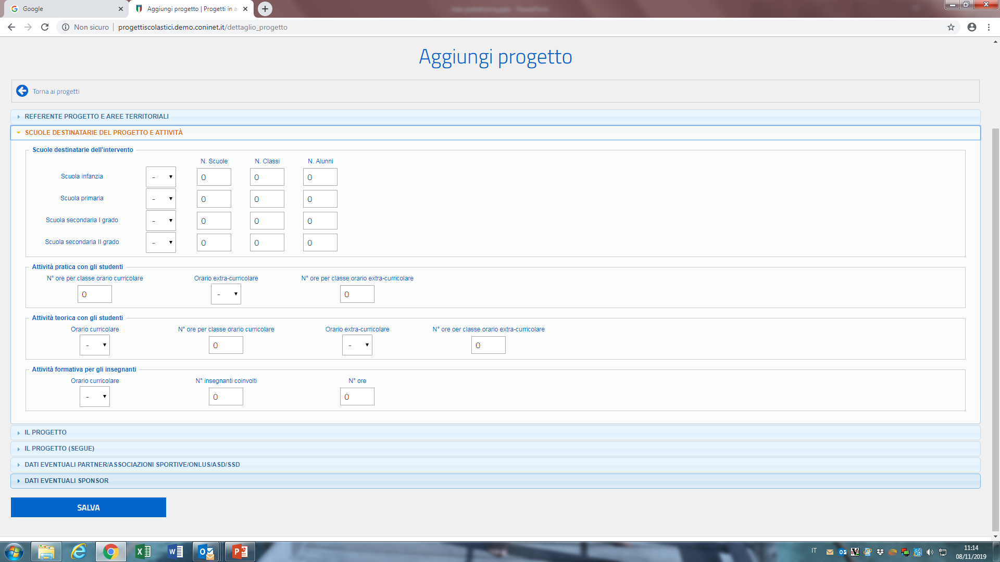 Google
Aggiungi progetto | Progetti in a
Non sicuro
progettiscolastici.demo.coninet.it/dettaglio_progetto
Aggiungi progetto
Torna ai progetti
REFERENTE PROGETTO E AREE TERRITORIALI
SCUOLE DESTINATARIE DEL PROGETTO E ATTIVITÀ
Scuole destinatarie dell'intervento
N. Scuole N. Classi N. Alunni
Scuola infanzia - 0 0 0
Scuola primaria - 0 0 0
Scuola secondaria I grado - 0 0 0
Scuola secondaria II grado - 0 0 0
Attività pratica con gli studenti
N° ore per classe orario curricolare Orario extra-curricolare N° ore per classe orario extra-curricolare
0 - 0
Attività teorica con gli studenti
Orario curricolare N° ore per classe orario curricolare Orario extra-curricolare N° ore oer classe orario extra-curricolare
- 0 - 0
Attività formativa per gli insegnanti
Orario curricolare N° insegnanti coinvolti N° ore
- 0 0
IL PROGETTO
IL PROGETTO (SEGUE)
DATI EVENTUALI PARTNER/ASSOCIAZIONI SPORTIVE/ONLUS/ASD/SSD
DATI EVENTUALI SPONSOR
SALVA
IT
11:14
08/11/2019